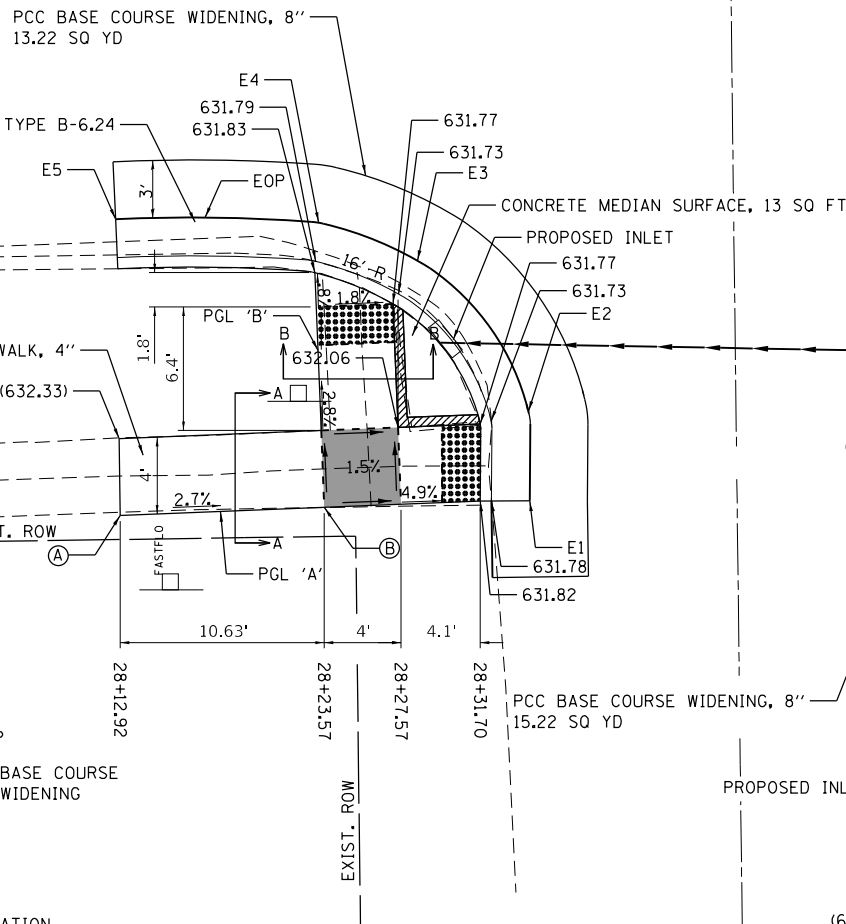 PCC BASE COURSE WIDENING, 8"
13.22 SQ YD
E4
631.79
631.83
TYPE B-6.24
631.77
631.73
E3
E5
EOP
3'
CONCRETE MEDIAN SURFACE, 13 SQ FT
PROPOSED INLET
16' R
631.77
631.73
E2
1.8%
PGL 'B'
B
B
1.8'
6.4'
632.06
WALK, 4"
(632.33)
A
2.8%
4'
1.5%
2.7%
4.9%
T. ROW
A
FASTFLO
A
B
PGL 'A'
E1
631.78
631.82
10.63'
4'
4.1'
28+12.92
28+23.57
28+27.57
28+31.70
PCC BASE COURSE WIDENING, 8"
15.22 SQ YD
BASE COURSE
WIDENING
PROPOSED INL
EXIST. ROW
ATION
(6